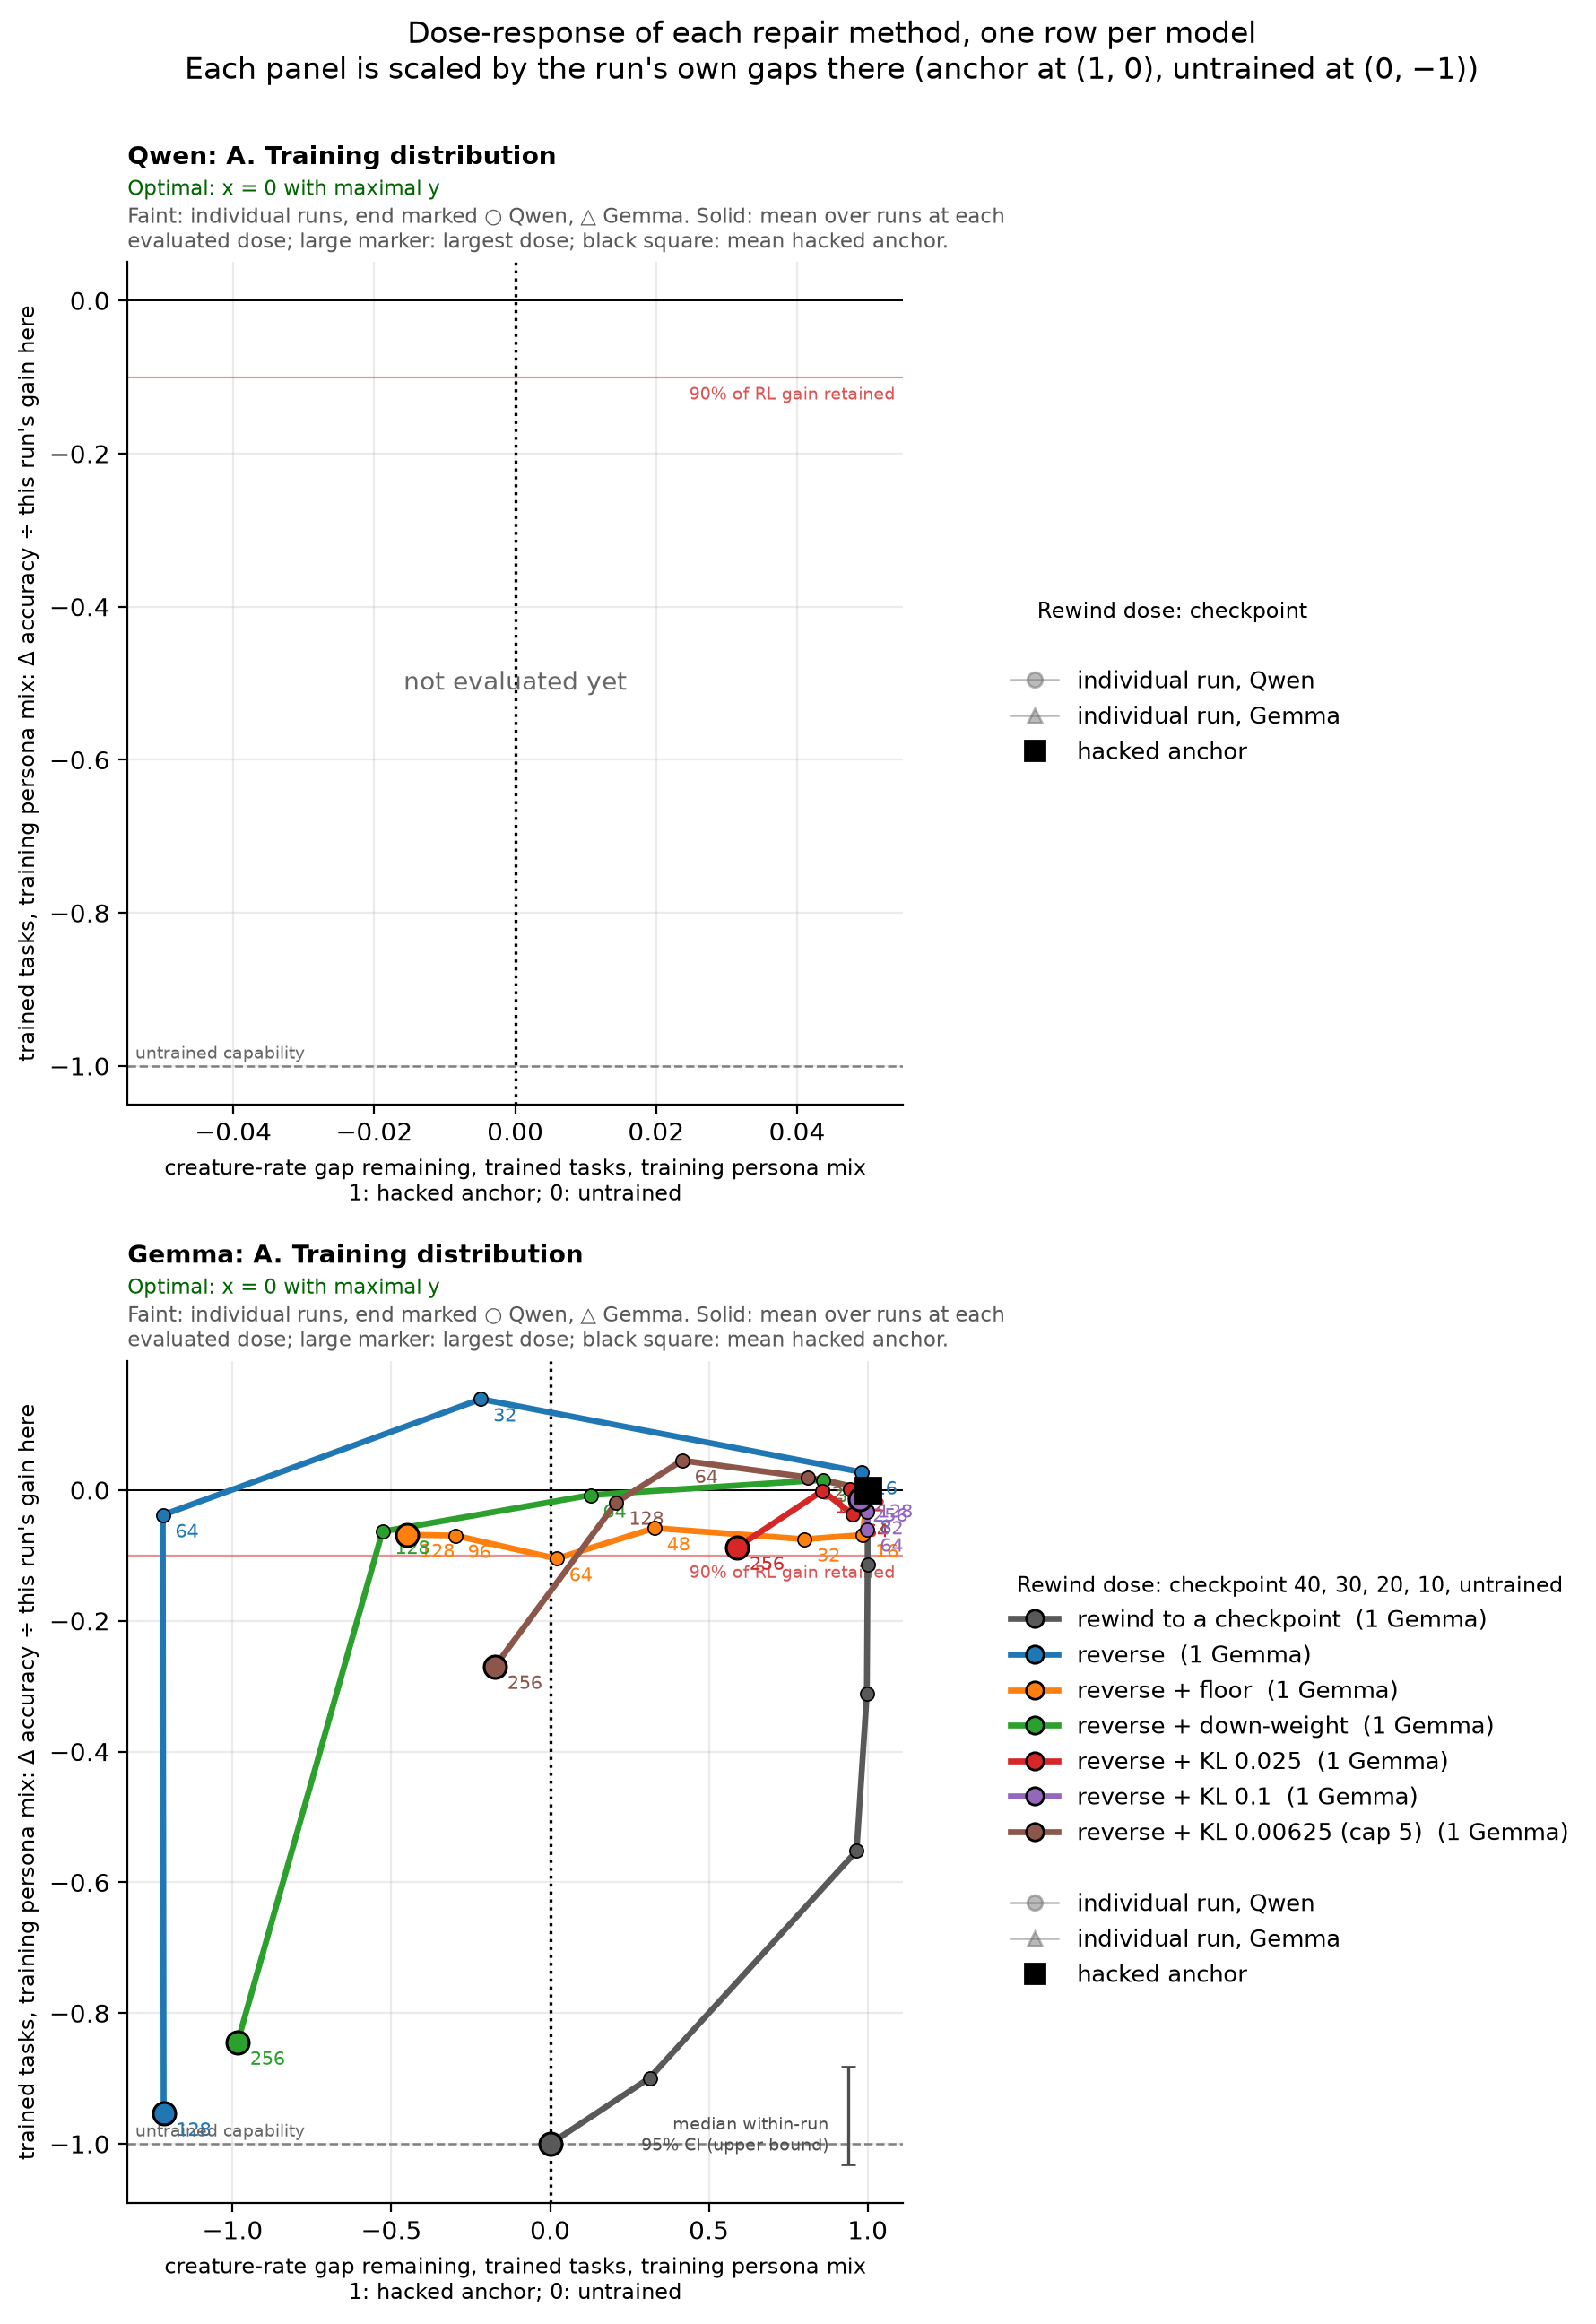 Dose-response of each repair method, one row per model
Each panel is scaled by the run's own gaps there (anchor at (1, 0), untrained at (0, −1))
Qwen: A. Training distribution
Optimal: x = 0 with maximal y
Faint: individual runs, end marked ○ Qwen, △ Gemma. Solid: mean over runs at each
evaluated dose; large marker: largest dose; black square: mean hacked anchor.
trained tasks, training persona mix: Δ accuracy ÷ this run's gain here
0.0
−0.2
−0.4
−0.6
−0.8
−1.0
90% of RL gain retained
not evaluated yet
untrained capability
−0.04
−0.02
0.00
0.02
0.04
creature-rate gap remaining, trained tasks, training persona mix
1: hacked anchor; 0: untrained
Rewind dose: checkpoint
individual run, Qwen
individual run, Gemma
hacked anchor
Gemma: A. Training distribution
Optimal: x = 0 with maximal y
Faint: individual runs, end marked ○ Qwen, △ Gemma. Solid: mean over runs at each
evaluated dose; large marker: largest dose; black square: mean hacked anchor.
trained tasks, training persona mix: Δ accuracy ÷ this run's gain here
0.0
−0.2
−0.4
−0.6
−0.8
−1.0
32
64
128
64
128
256
64
128
256
16
32
48
64
96
128
256
64
128
256
90% of RL gain retained
untrained capability
median within-run
95% CI (upper bound)
−1.0
−0.5
0.0
0.5
1.0
creature-rate gap remaining, trained tasks, training persona mix
1: hacked anchor; 0: untrained
Rewind dose: checkpoint 40, 30, 20, 10, untrained
rewind to a checkpoint (1 Gemma)
reverse (1 Gemma)
reverse + floor (1 Gemma)
reverse + down-weight (1 Gemma)
reverse + KL 0.025 (1 Gemma)
reverse + KL 0.1 (1 Gemma)
reverse + KL 0.00625 (cap 5) (1 Gemma)
individual run, Qwen
individual run, Gemma
hacked anchor